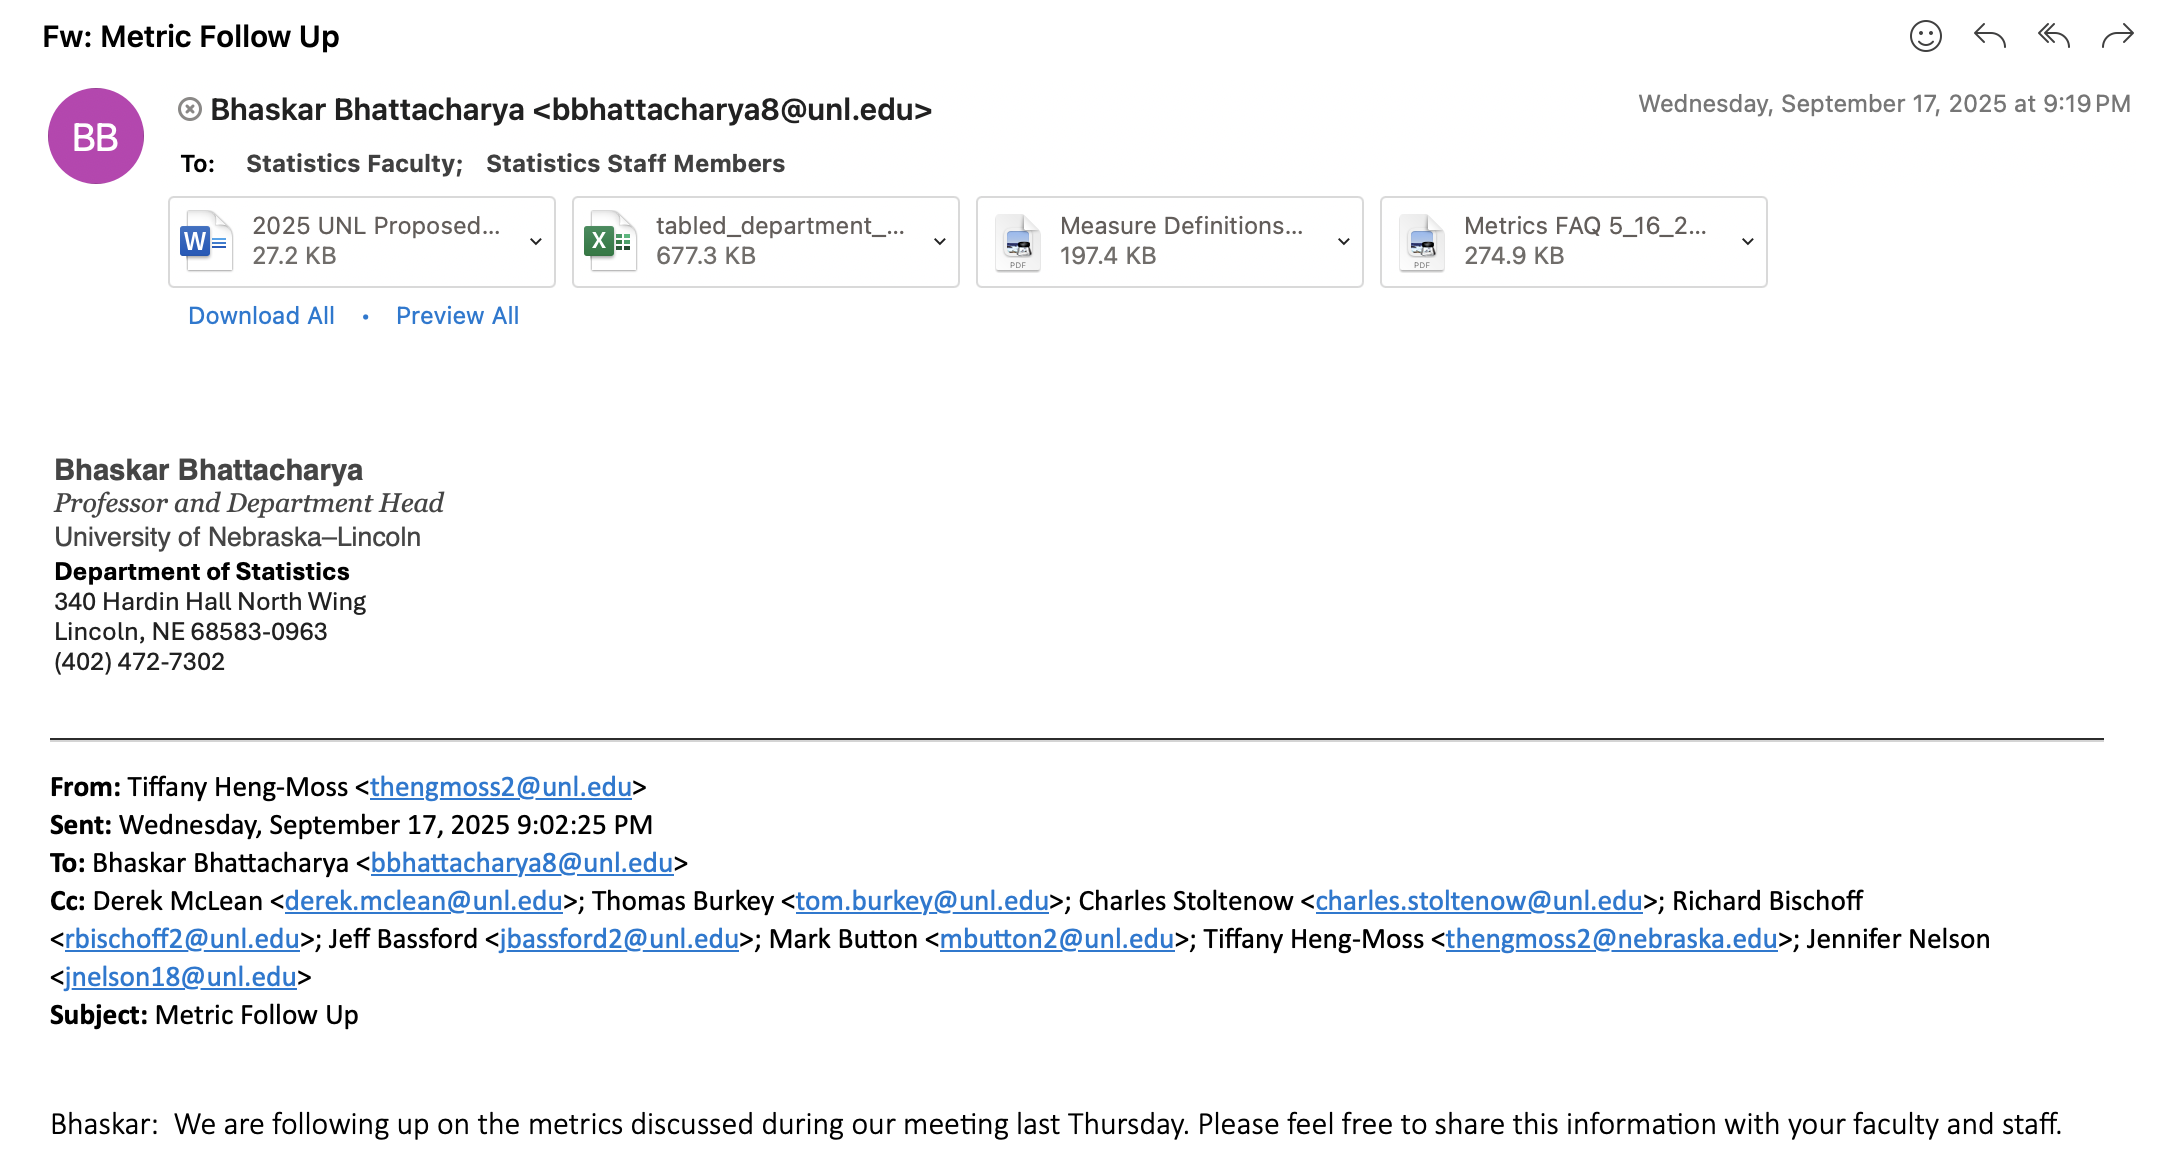 Fw: Metric Follow Up
BB
Bhaskar Bhattacharya <bbhattacharya8@unl.edu>
Wednesday, September 17, 2025 at 9:19 PM
To: Statistics Faculty; Statistics Staff Members
W
2025 UNL Proposed...
27.2 KB
X
tabled_department_...
677.3 KB
PDF
Measure Definitions...
197.4 KB
PDF
Metrics FAQ 5_16_2...
274.9 KB
Download All • Preview All
Bhaskar Bhattacharya
Professor and Department Head
University of Nebraska–Lincoln
Department of Statistics
340 Hardin Hall North Wing
Lincoln, NE 68583-0963
(402) 472-7302
From: Tiffany Heng-Moss <thengmoss2@unl.edu>
Sent: Wednesday, September 17, 2025 9:02:25 PM
To: Bhaskar Bhattacharya <bbhattacharya8@unl.edu>
Cc: Derek McLean <derek.mclean@unl.edu>; Thomas Burkey <tom.burkey@unl.edu>; Charles Stoltenow <charles.stoltenow@unl.edu>; Richard Bischoff
<rbischoff2@unl.edu>; Jeff Bassford <jbassford2@unl.edu>; Mark Button <mbutton2@unl.edu>; Tiffany Heng-Moss <thengmoss2@nebraska.edu>; Jennifer Nelson
<jnelson18@unl.edu>
Subject: Metric Follow Up
Bhaskar:  We are following up on the metrics discussed during our meeting last Thursday. Please feel free to share this information with your faculty and staff.